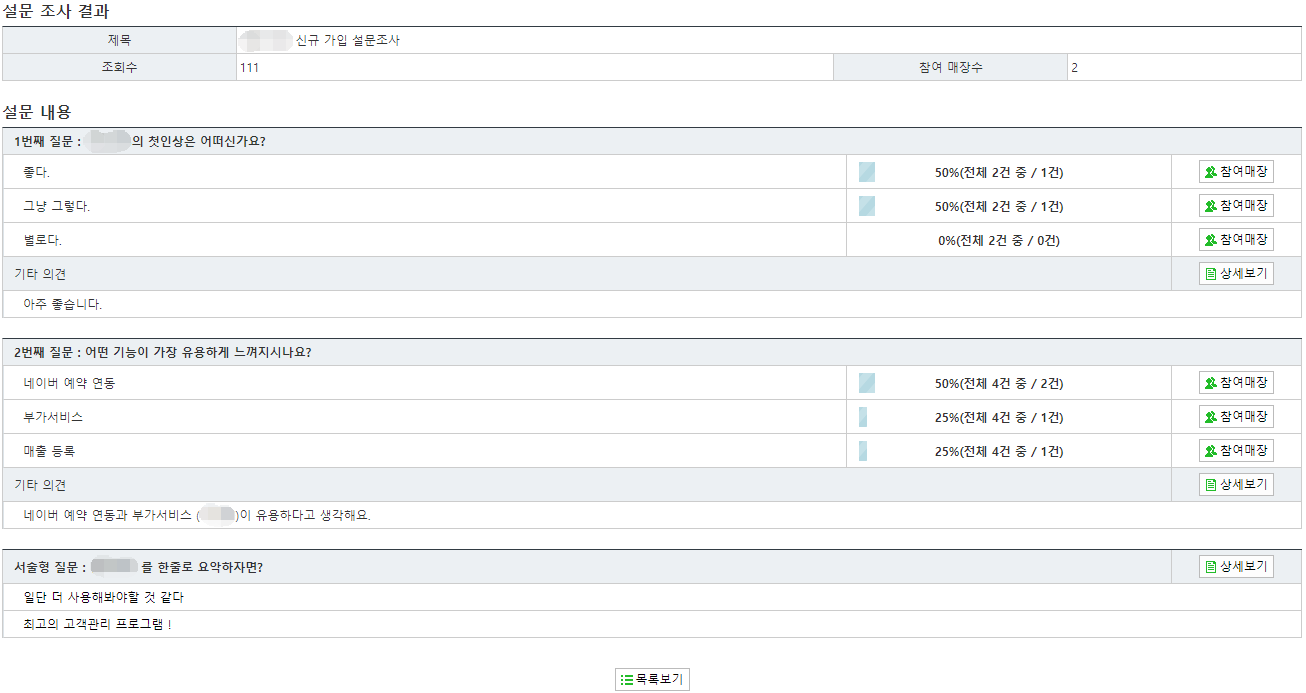 설문 조사 결과
제목 신규 가입 설문조사
조회수 111 참여 매장수 2
설문 내용
1번째 질문 : 의 첫인상은 어떠신가요?
좋다. 50%(전체 2건 중 / 1건) 참여매장
그냥 그렇다. 50%(전체 2건 중 / 1건) 참여매장
별로다. 0%(전체 2건 중 / 0건) 참여매장
기타 의견 상세보기
아주 좋습니다.
2번째 질문 : 어떤 기능이 가장 유용하게 느껴지시나요?
네이버 예약 연동 50%(전체 4건 중 / 2건) 참여매장
부가서비스 25%(전체 4건 중 / 1건) 참여매장
매출 등록 25%(전체 4건 중 / 1건) 참여매장
기타 의견 상세보기
네이버 예약 연동과 부가서비스 ( )이 유용하다고 생각해요.
서술형 질문 : 를 한줄로 요약하자면? 상세보기
일단 더 사용해봐야할 것 같다
최고의 고객관리 프로그램 !
목록보기